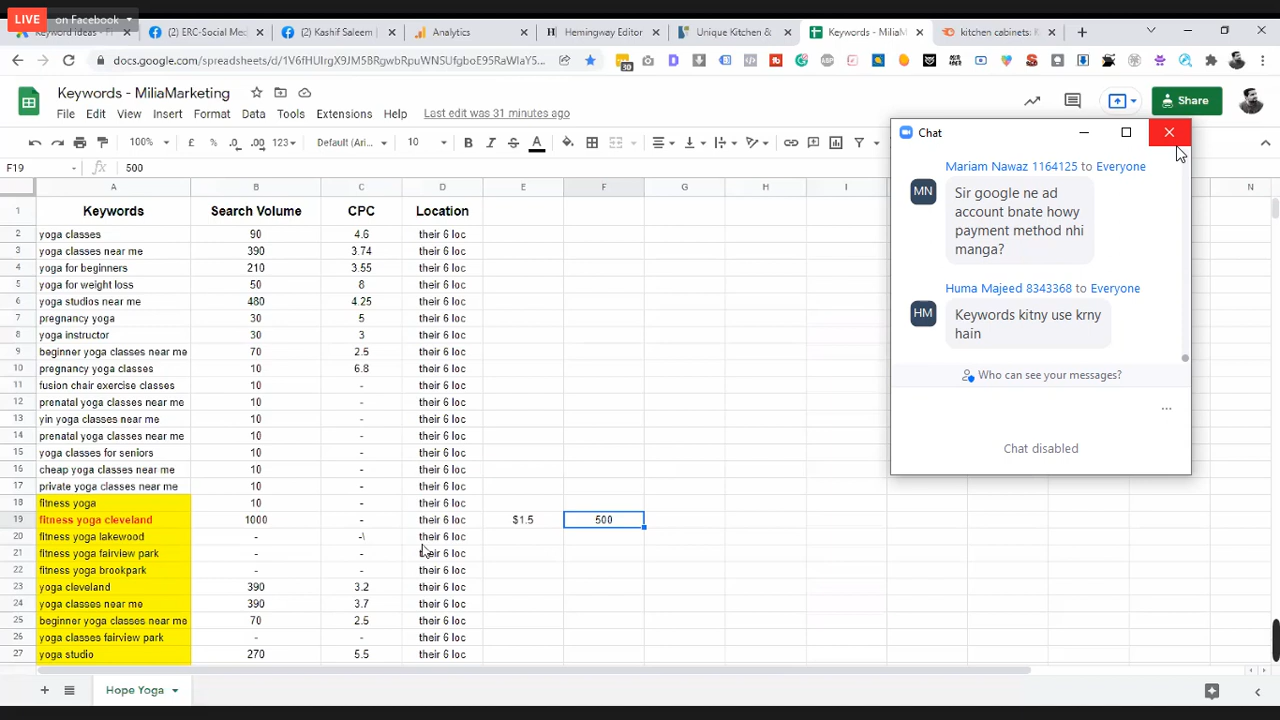 LIVE on Facebook
Keyword Ideas - F
(2) ERC-Social Me
(2) Kashif Saleem
Analytics
Hemingway Editor
Unique Kitchen &
Keywords - MiliaM
kitchen cabinets:
Keywords - MiliaMarketing
File Edit View Insert Format Data Tools Extensions Help Last edit was 31 minutes ago
Share
100% £ % .0 .00 123 Default (Ari... 10 B I S A
F19 500
A B C D E F G H I N
1 Keywords Search Volume CPC Location
2 yoga classes 90 4.6 their 6 loc
3 yoga classes near me 390 3.74 their 6 loc
4 yoga for beginners 210 3.55 their 6 loc
5 yoga for weight loss 50 8 their 6 loc
6 yoga studios near me 480 4.25 their 6 loc
7 pregnancy yoga 30 5 their 6 loc
8 yoga instructor 30 3 their 6 loc
9 beginner yoga classes near me 70 2.5 their 6 loc
10 pregnancy yoga classes 10 6.8 their 6 loc
11 fusion chair exercise classes 10 - their 6 loc
12 prenatal yoga classes near me 10 - their 6 loc
13 yin yoga classes near me 10 - their 6 loc
14 prenatal yoga classes near me 10 - their 6 loc
15 yoga classes for seniors 10 - their 6 loc
16 cheap yoga classes near me 10 - their 6 loc
17 private yoga classes near me 10 - their 6 loc
18 fitness yoga 10 - their 6 loc
19 fitness yoga cleveland 1000 - their 6 loc $1.5 500
20 fitness yoga lakewood - -\ their 6 loc
21 fitness yoga fairview park - - their 6 loc
22 fitness yoga brookpark - - their 6 loc
23 yoga cleveland 390 3.2 their 6 loc
24 yoga classes near me 390 3.7 their 6 loc
25 beginner yoga classes near me 70 2.5 their 6 loc
26 yoga classes fairview park - - their 6 loc
27 yoga studio 270 5.5 their 6 loc
Hope Yoga
Chat
Mariam Nawaz 1164125 to Everyone
MN
Sir google ne ad
account bnate howy
payment method nhi
manga?
Huma Majeed 8343368 to Everyone
HM
Keywords kitny use krny
hain
Who can see your messages?
...
Chat disabled